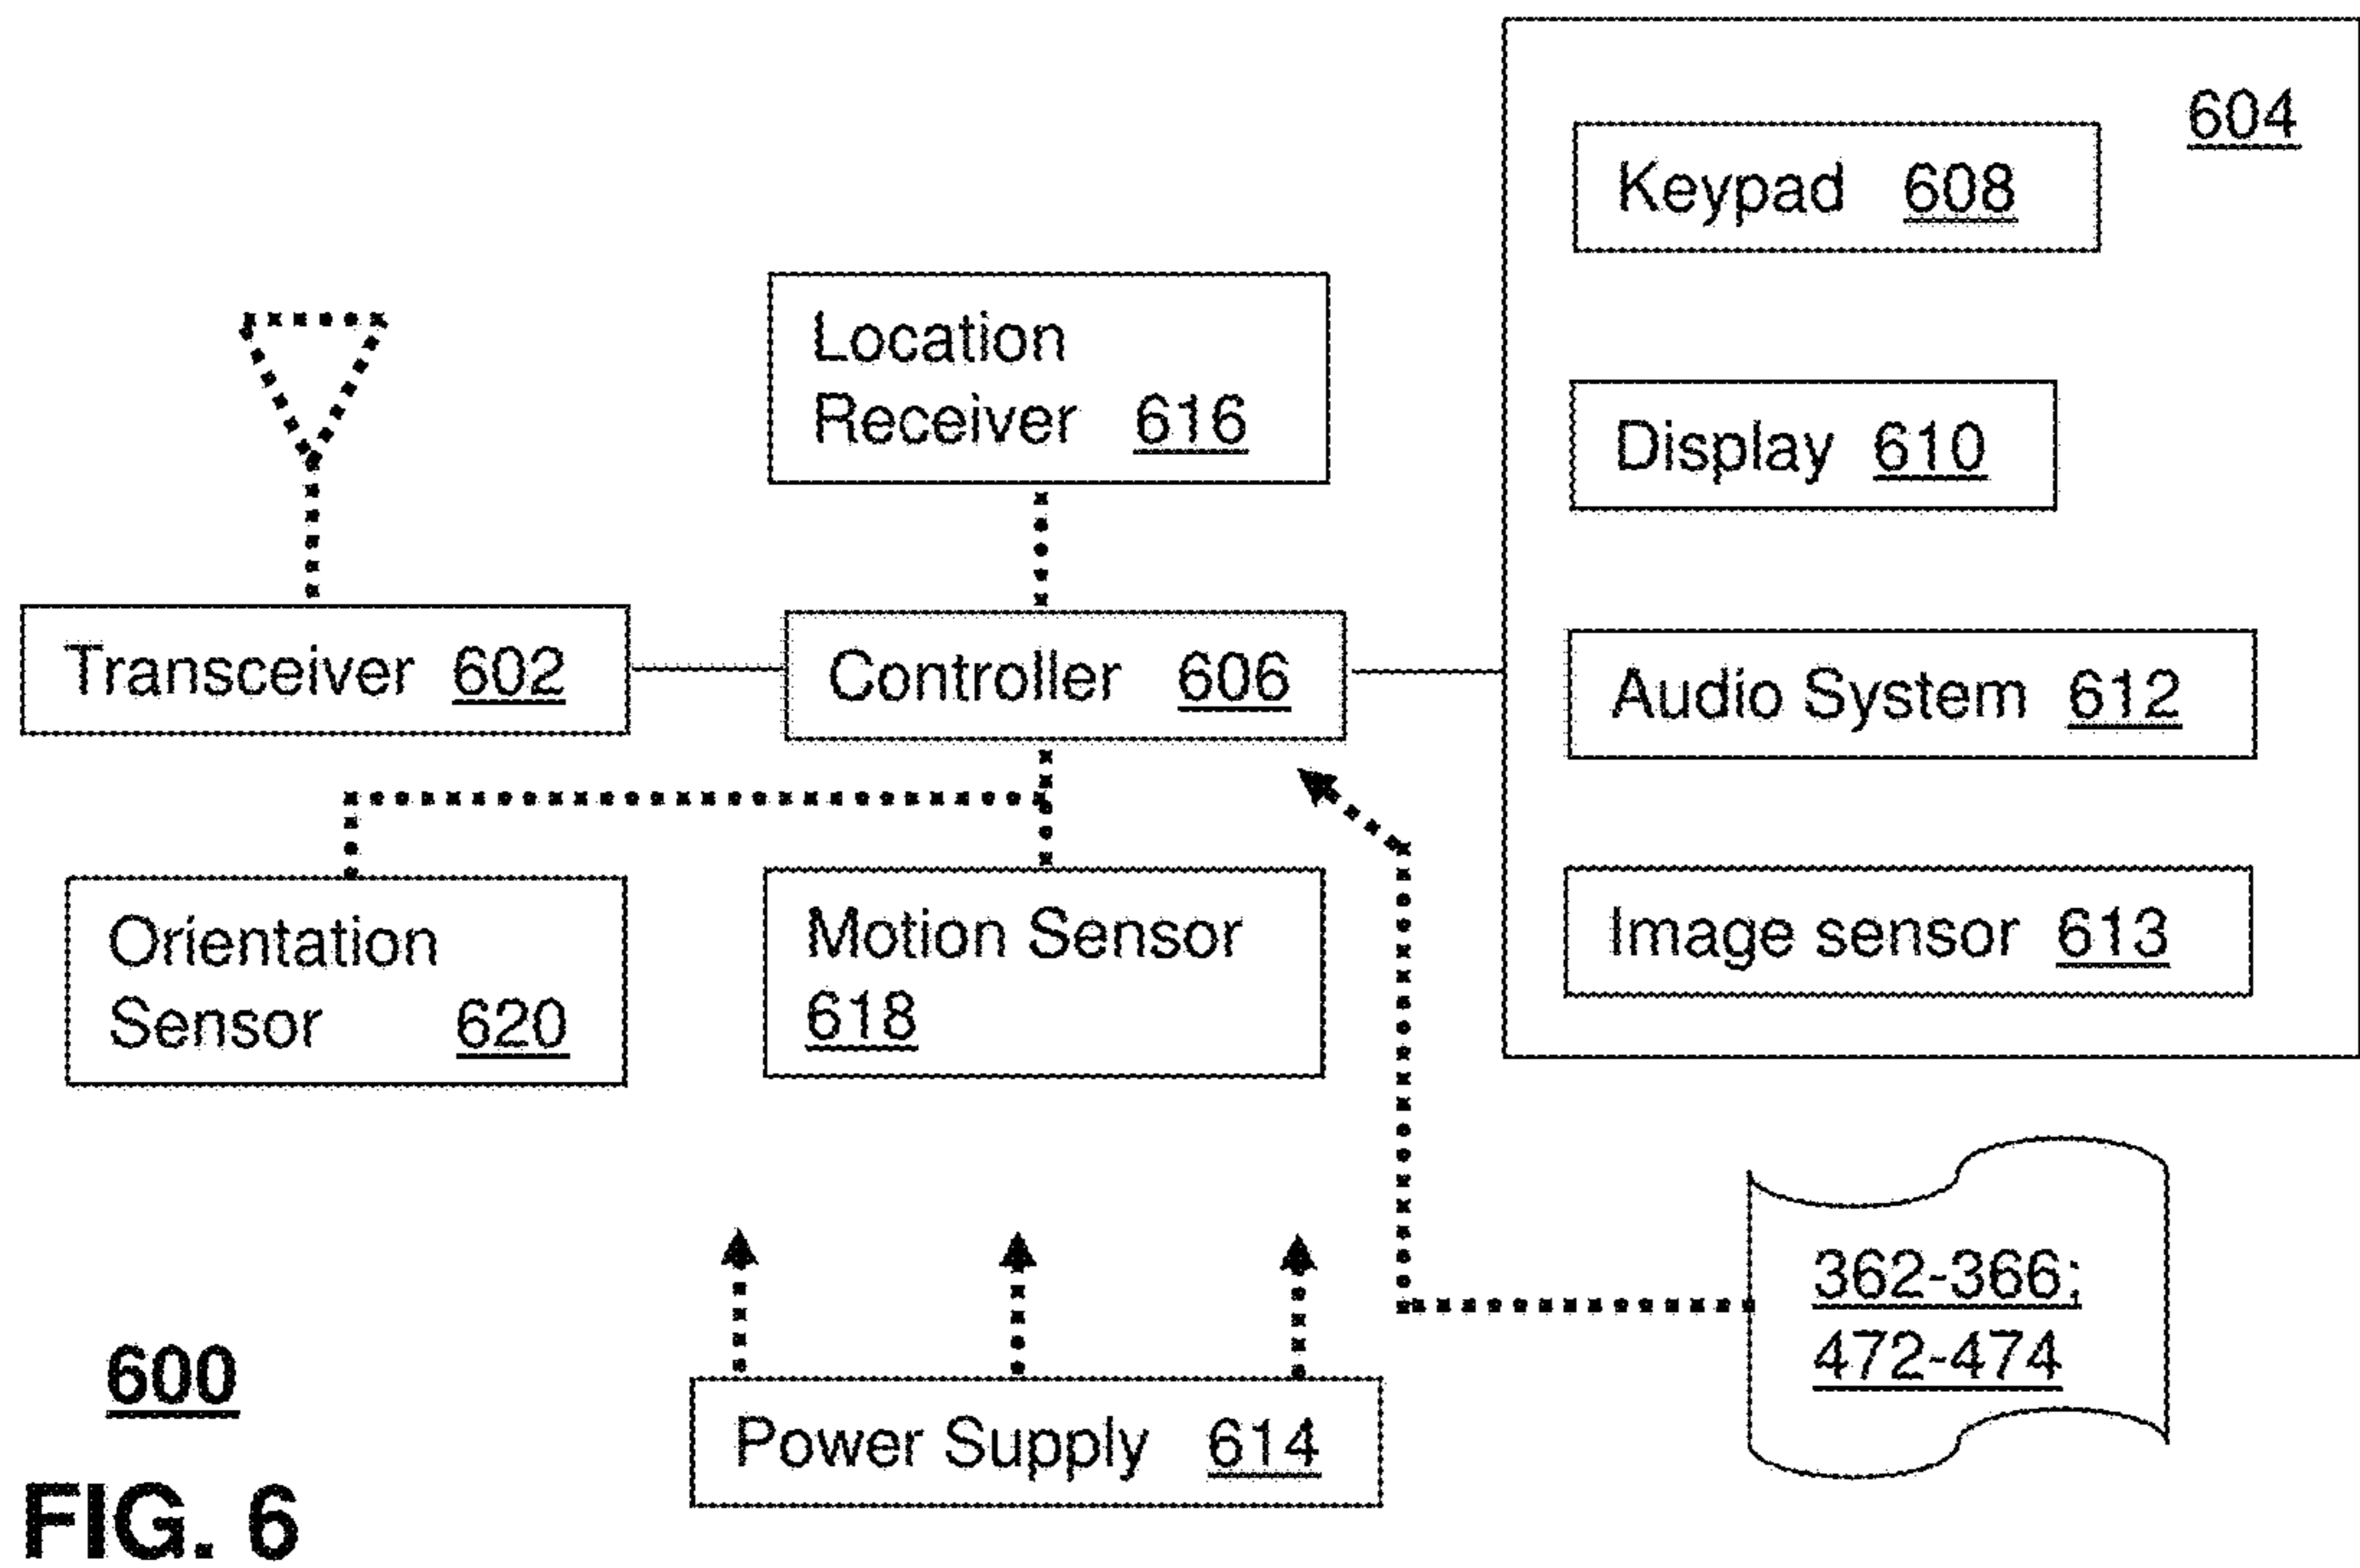 604
Keypad 608
Location
Receiver 616
Display 610
Transceiver 602
Controller 606
Audio System 612
Orientation
Sensor 620
Motion Sensor
618
Image sensor 613
362-366;
472-474
600
Power Supply 614
FIG. 6